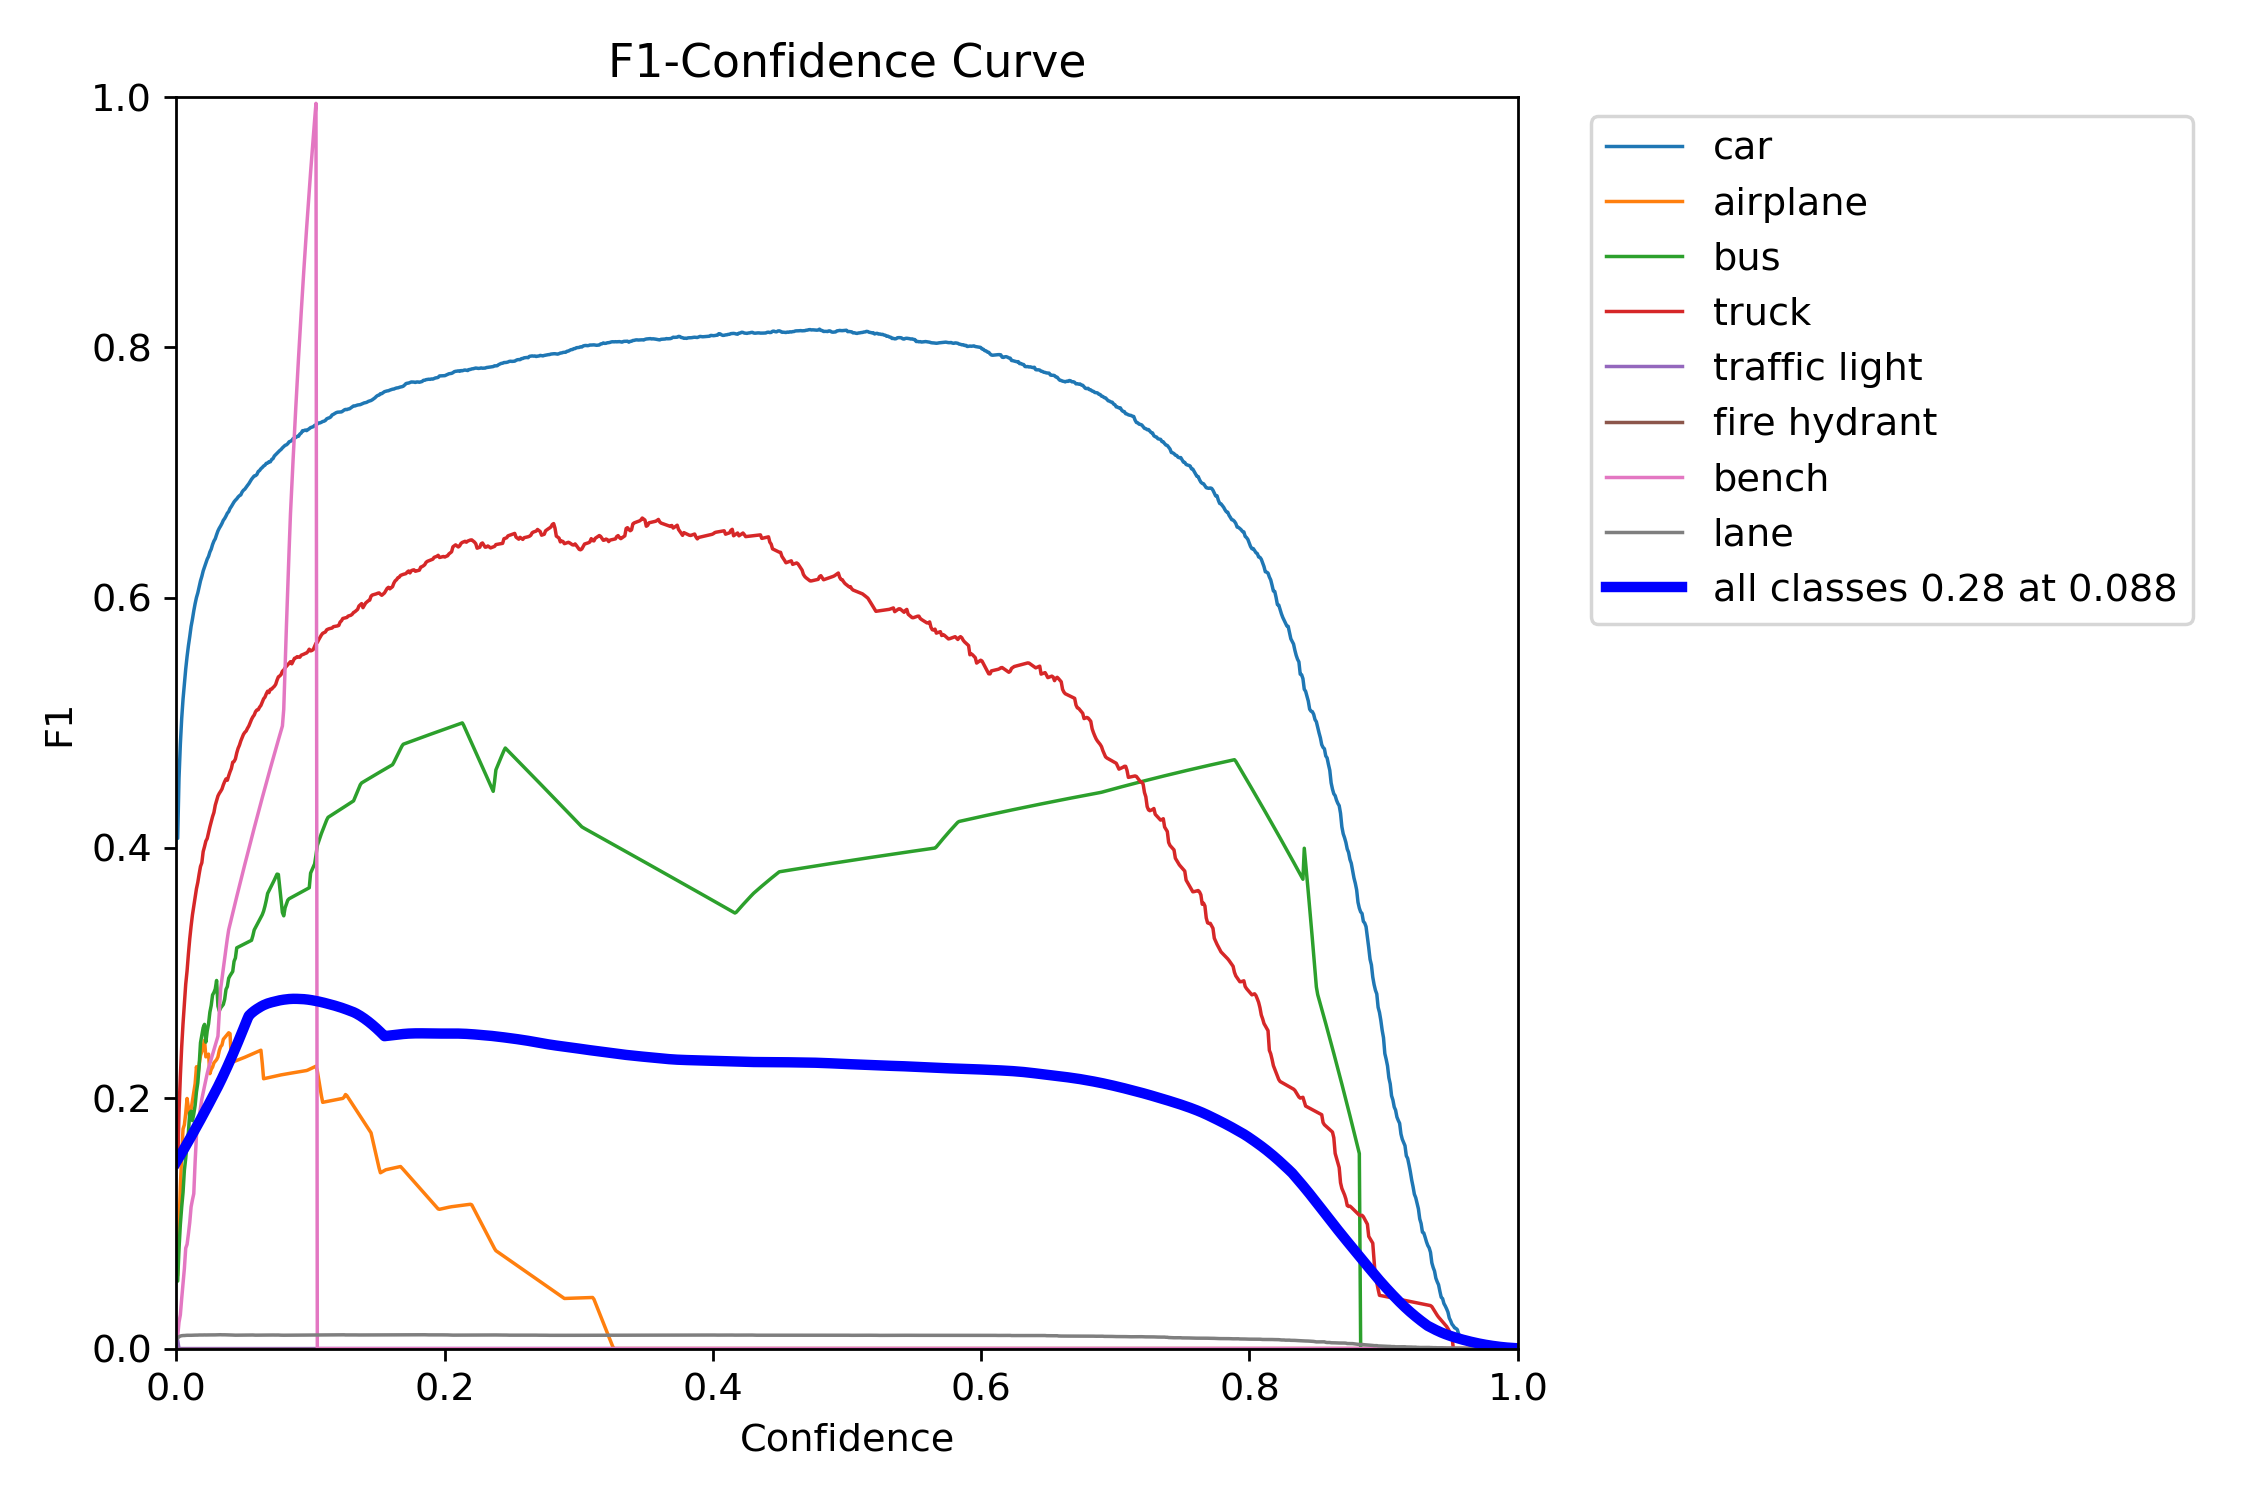 F1-Confidence Curve
1.0
0.8
0.6
0.4
0.2
0.0
F1
0.0 0.2 0.4 0.6 0.8 1.0
Confidence
car
airplane
bus
truck
traffic light
fire hydrant
bench
lane
all classes 0.28 at 0.088